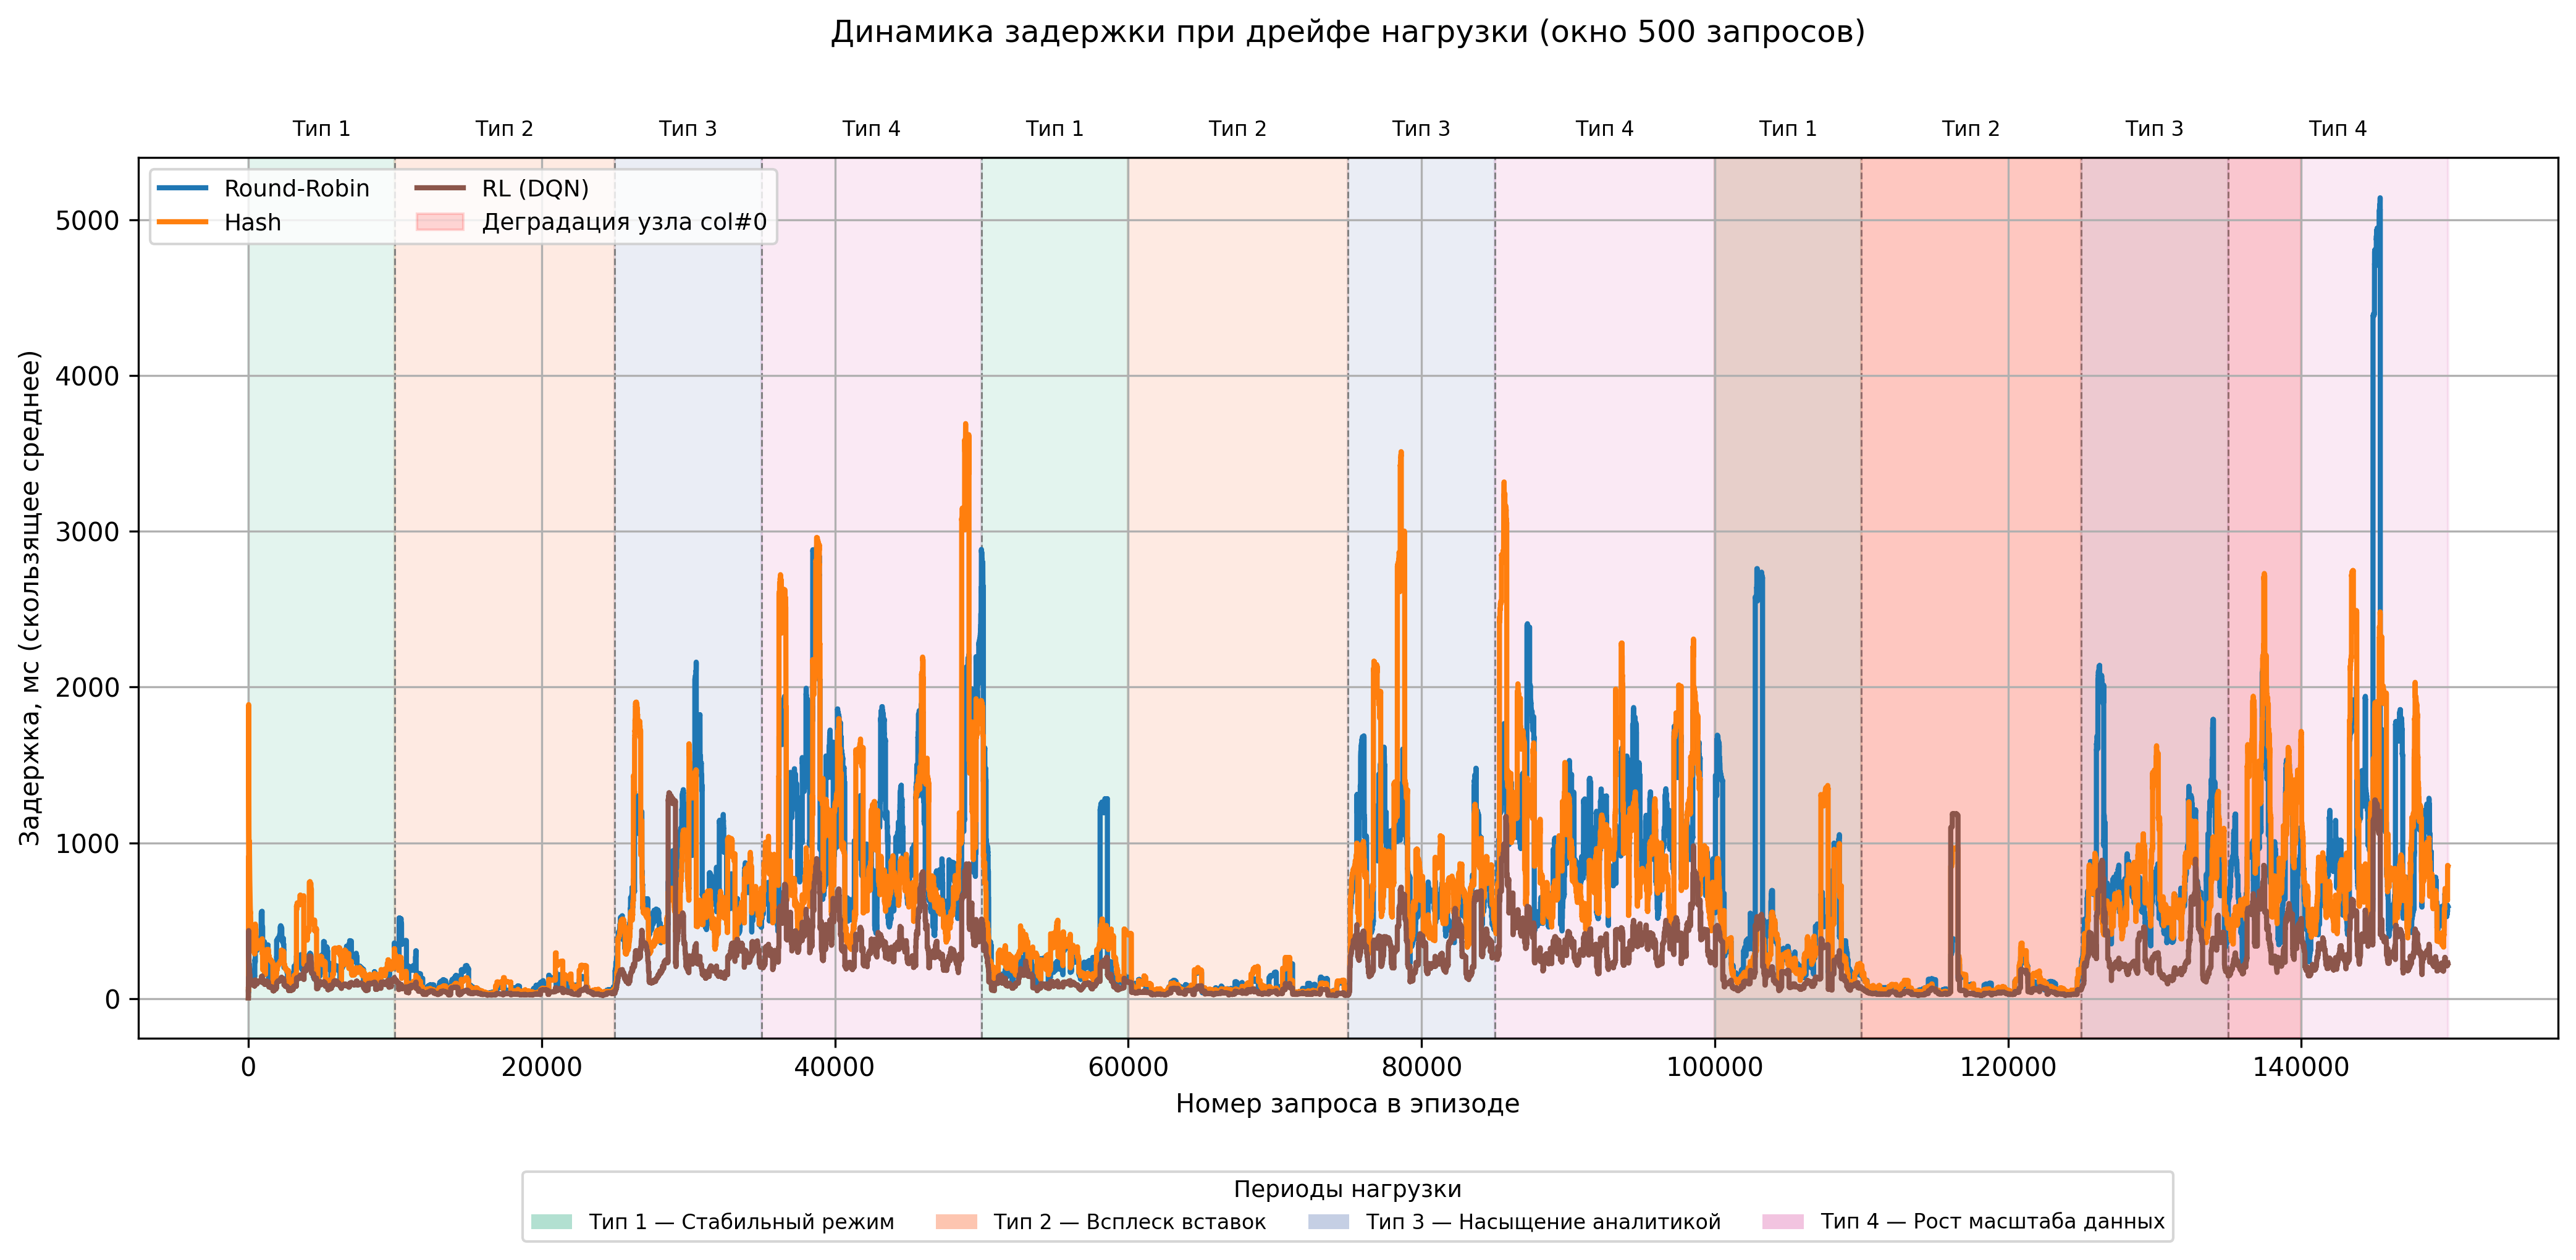 Динамика задержки при дрейфе нагрузки (окно 500 запросов)
Тип 1 Тип 2 Тип 3 Тип 4 Тип 1 Тип 2 Тип 3 Тип 4 Тип 1 Тип 2 Тип 3 Тип 4
Round-Robin RL (DQN)
Hash Деградация узла col#0
Задержка, мс (скользящее среднее)
5000
4000
3000
2000
1000
0
0 20000 40000 60000 80000 100000 120000 140000
Номер запроса в эпизоде
Периоды нагрузки
Тип 1 — Стабильный режим Тип 2 — Всплеск вставок Тип 3 — Насыщение аналитикой Тип 4 — Рост масштаба данных